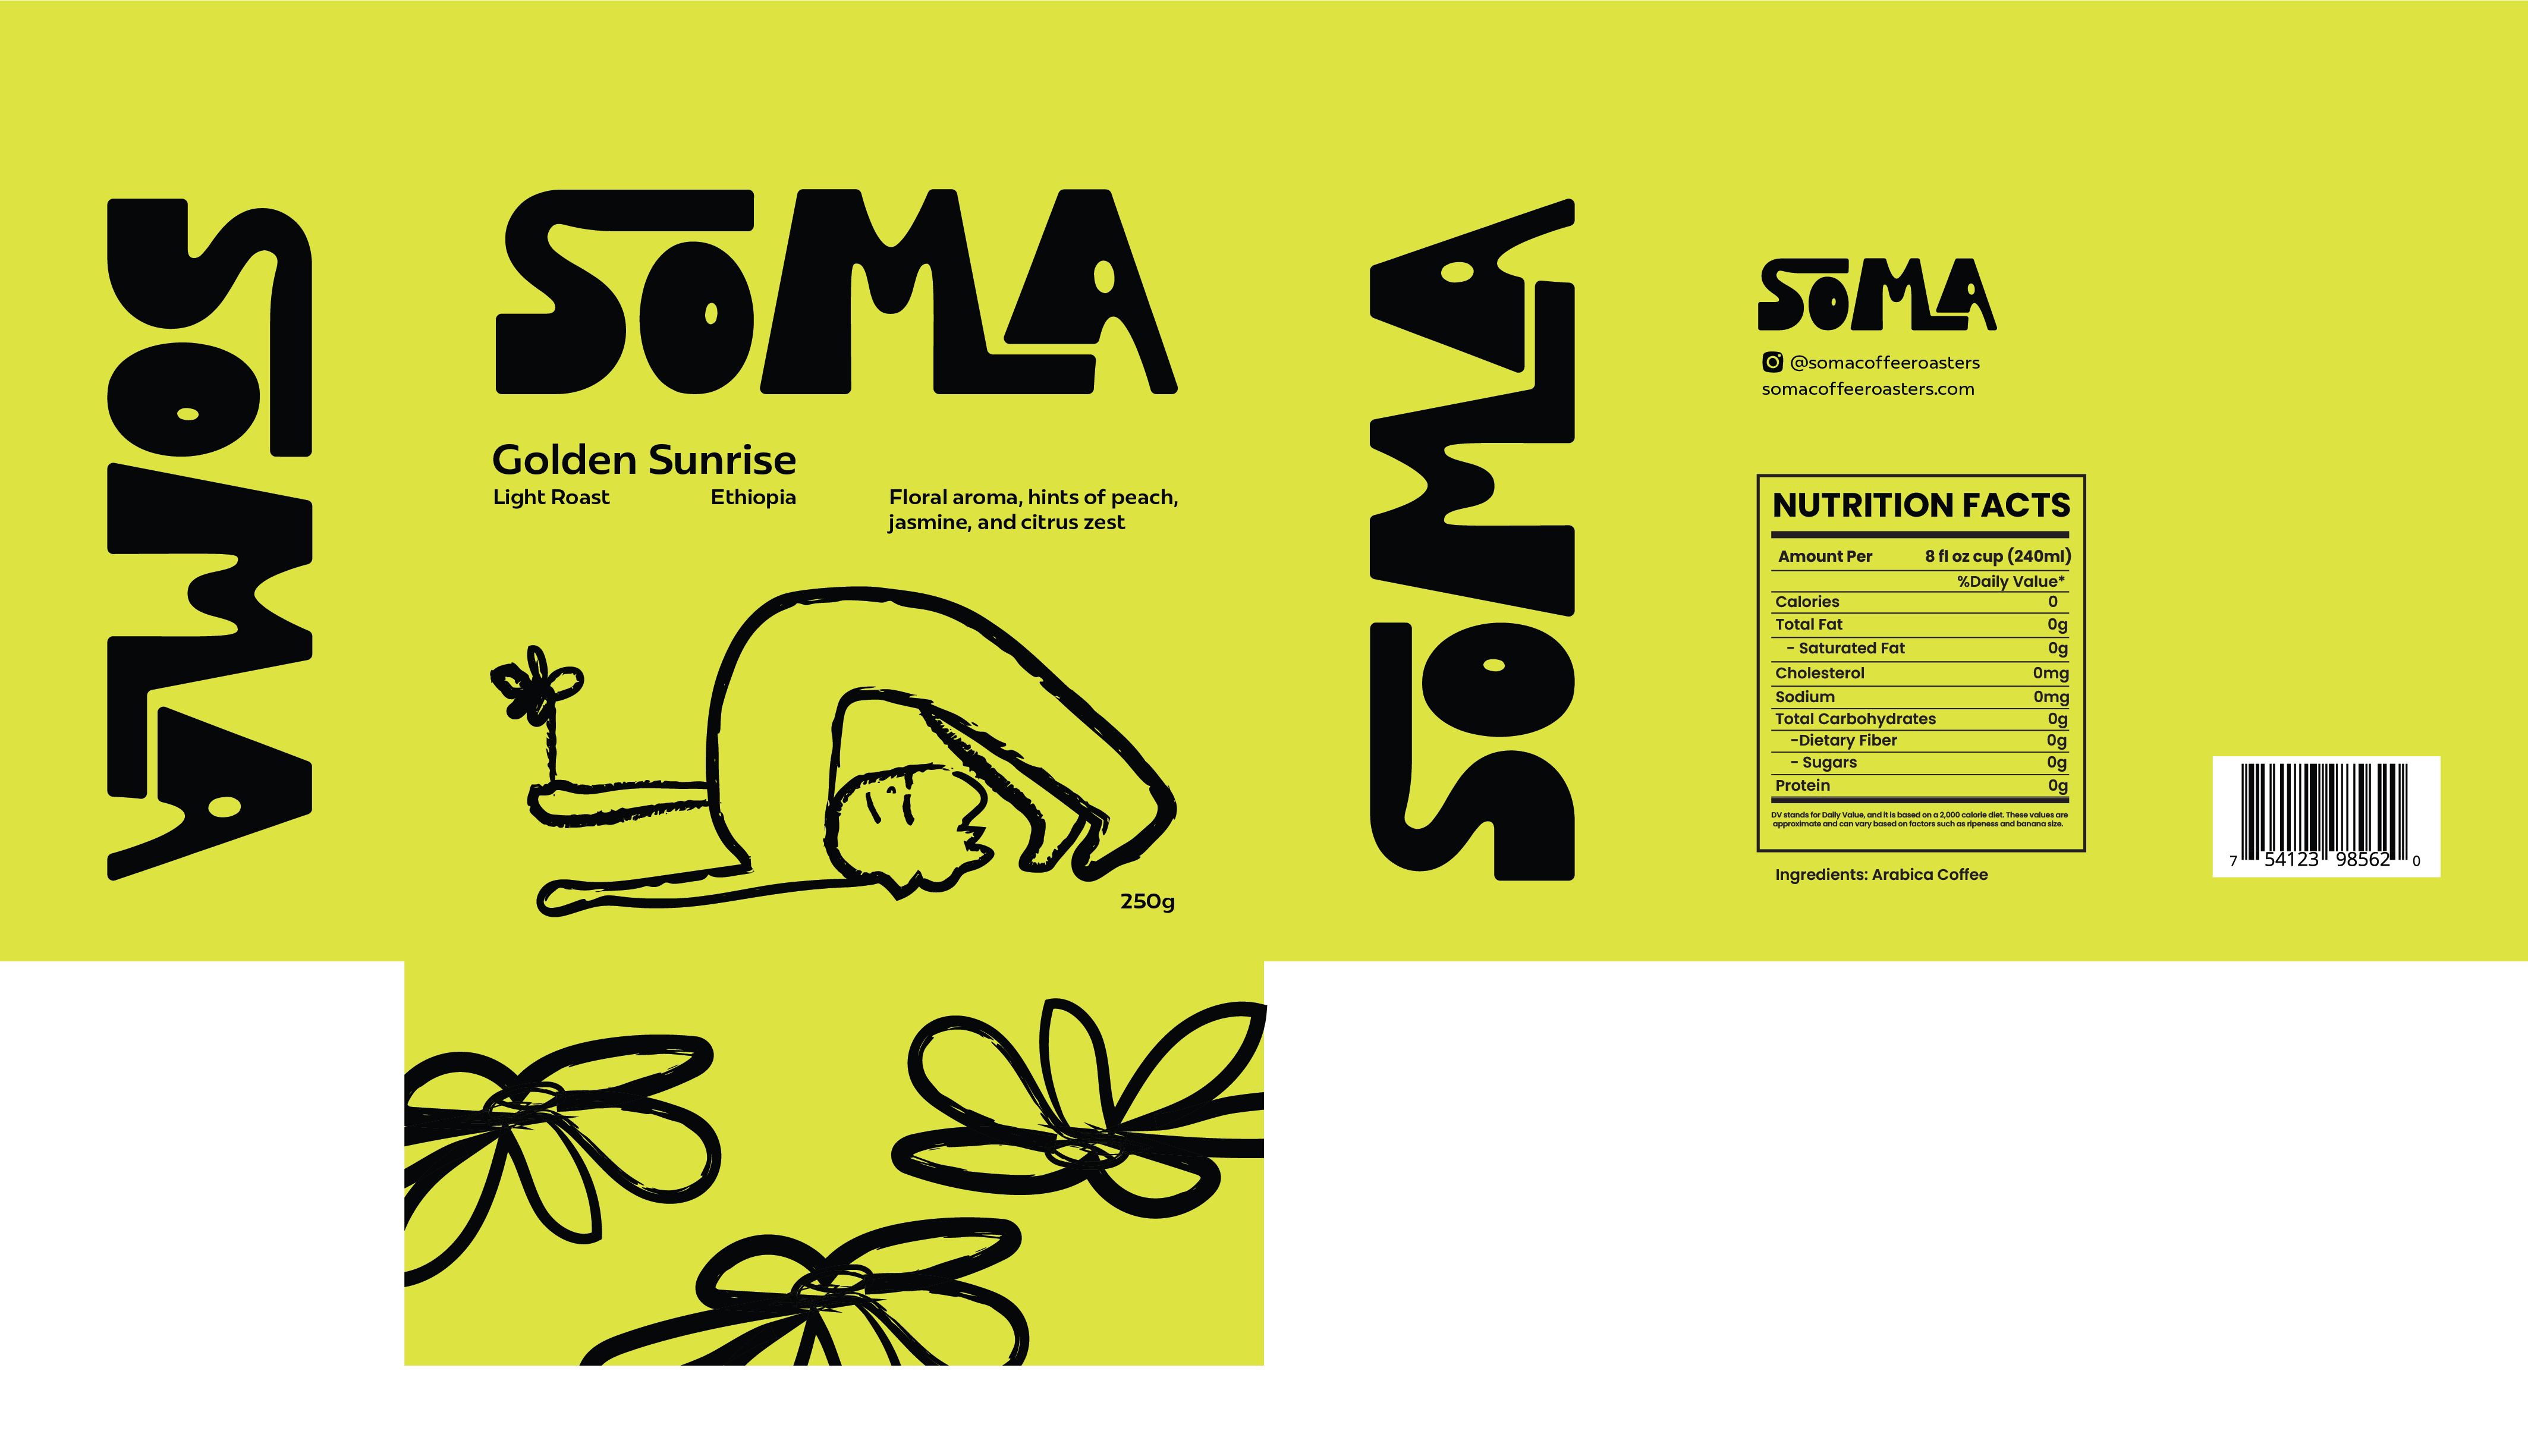 SOMA
SOMA
Golden Sunrise
Light Roast
Ethiopia
Floral aroma, hints of peach,
jasmine, and citrus zest
250g
SOMA
SOMA
@somacoffeeroasters
somacoffeeroasters.com
NUTRITION FACTS
Amount Per 8 fl oz cup (240ml)
%Daily Value*
Calories 0
Total Fat 0g
- Saturated Fat 0g
Cholesterol 0mg
Sodium 0mg
Total Carbohydrates 0g
-Dietary Fiber 0g
- Sugars 0g
Protein 0g
DV stands for Daily Value, and it is based on a 2,000 calorie diet. These values are
approximate and can vary based on factors such as ripeness and banana size.
Ingredients: Arabica Coffee
7 54123 98562 0